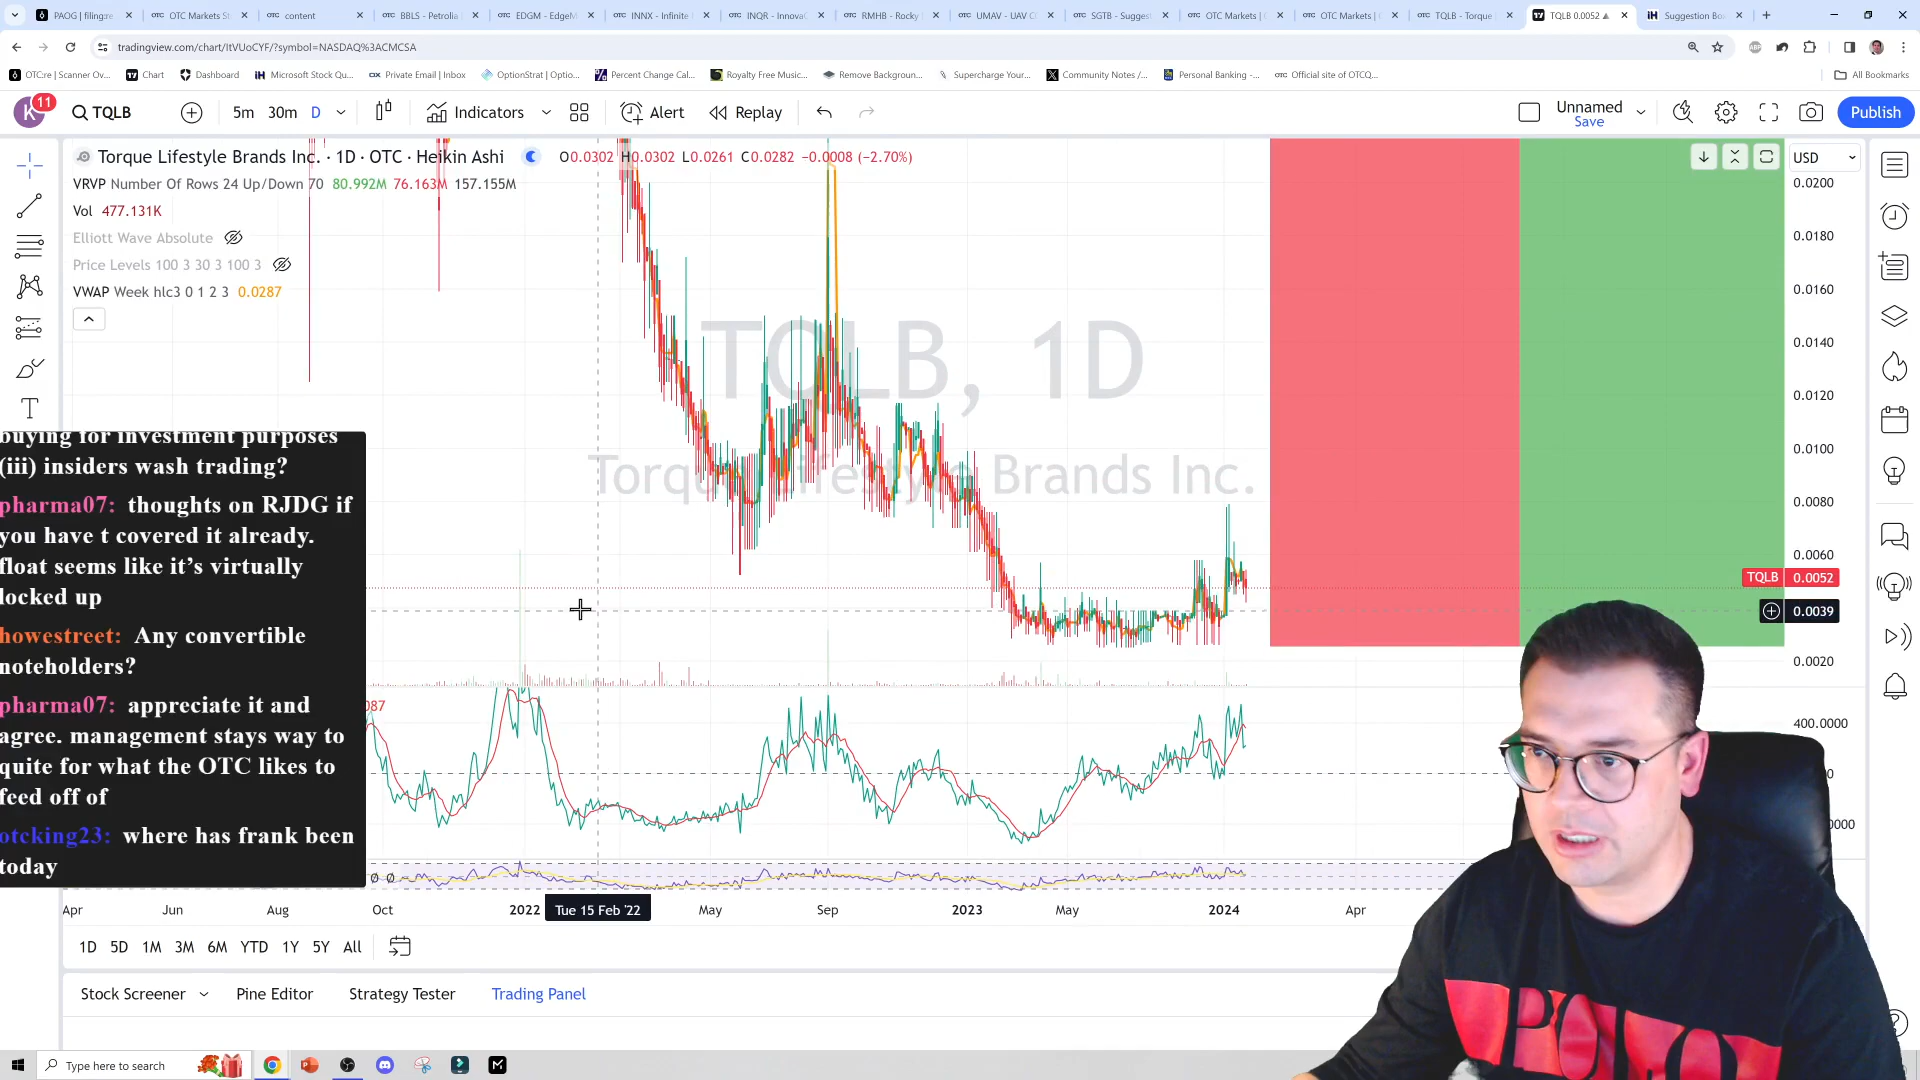 PAOG | filing:re
OTC Markets St
content
BBLS - Petrolia
EDGM - EdgeM
INNX - Infinite
INQR - Innova
RMHB - Rocky
UMAV - UAV C
SGTB - Suggest
OTC Markets |
OTC Markets |
TQLB - Torque
TQLB 0.0052
Suggestion Bo
tradingview.com/chart/ItVUoCYF/?symbol=NASDAQ%3ACMCSA
OTC:re | Scanner Ov...
Chart
Dashboard
Microsoft Stock Qu...
Private Email | Inbox
OptionStrat | Optio...
Percent Change Cal...
Royalty Free Music...
Remove Backgroun...
Supercharge Your...
Community Notes /...
Personal Banking -...
Official site of OTCQ...
All Bookmarks
K 11
TQLB
5m 30m D
Indicators
Alert
Replay
Unnamed
Save
Publish
Torque Lifestyle Brands Inc. · 1D · OTC · Heikin Ashi
O0.0302 H0.0302 L0.0261 C0.0282 −0.0008 (−2.70%)
USD
VRVP Number Of Rows 24 Up/Down 70 80.992M 76.163M 157.155M
Vol 477.131K
Elliott Wave Absolute
Price Levels 100 3 30 3 100 3
VWAP Week hlc3 0 1 2 3 0.0287
TQLB, 1D
Torque Lifestyle Brands Inc.
0.0200
0.0180
0.0160
0.0140
0.0120
0.0100
0.0080
0.0060
TQLB 0.0052
0.0039
0.0020
400.0000
buying for investment purposes
(iii) insiders wash trading?
pharma07: thoughts on RJDG if
you have t covered it already.
float seems like it’s virtually
locked up
howestreet: Any convertible
noteholders?
pharma07: appreciate it and
agree. management stays way to
quite for what the OTC likes to
feed off of
otcking23: where has frank been
today
087
0 0
Apr Jun Aug Oct 2022 Tue 15 Feb '22 May Sep 2023 May 2024 Apr
1D 5D 1M 3M 6M YTD 1Y 5Y All
Stock Screener
Pine Editor
Strategy Tester
Trading Panel
Type here to search